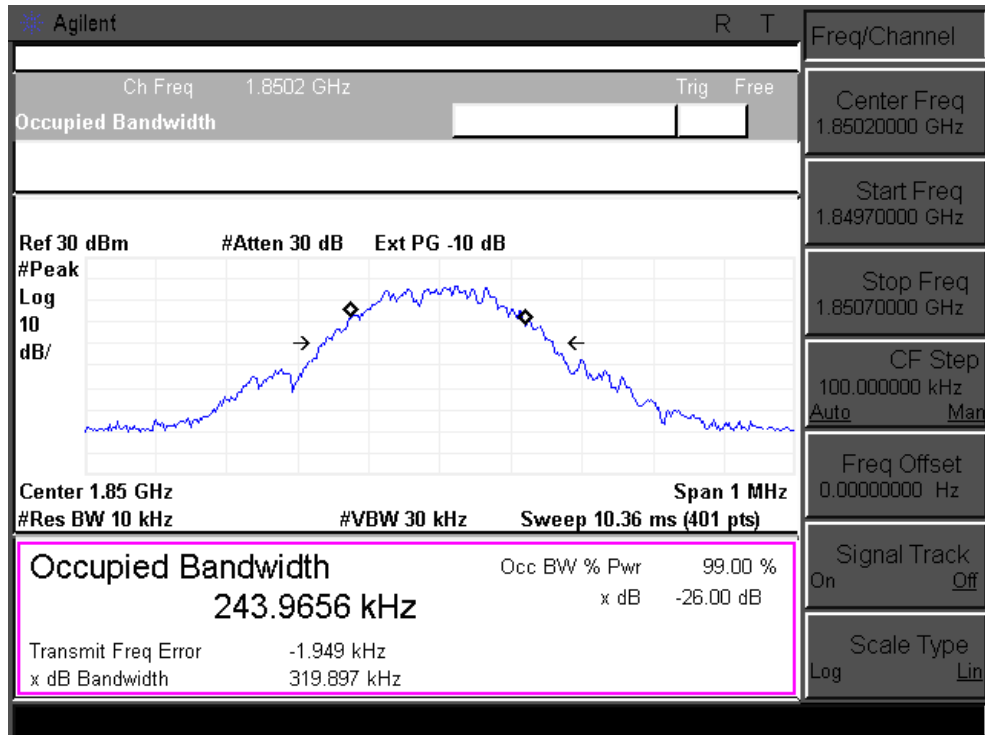 Agilent R T
Ch Freq 1.8502 GHz Trig Free
Occupied Bandwidth
Ref 30 dBm #Atten 30 dB Ext PG -10 dB
#Peak
Log
10
dB/
Center 1.85 GHz Span 1 MHz
#Res BW 10 kHz #VBW 30 kHz Sweep 10.36 ms (401 pts)
Occupied Bandwidth Occ BW % Pwr 99.00 %
243.9656 kHz x dB -26.00 dB
Transmit Freq Error -1.949 kHz
x dB Bandwidth 319.897 kHz
Freq/Channel
Center Freq
1.85020000 GHz
Start Freq
1.84970000 GHz
Stop Freq
1.85070000 GHz
CF Step
100.000000 kHz
Auto Man
Freq Offset
0.00000000 Hz
Signal Track
On Off
Scale Type
Log Lin